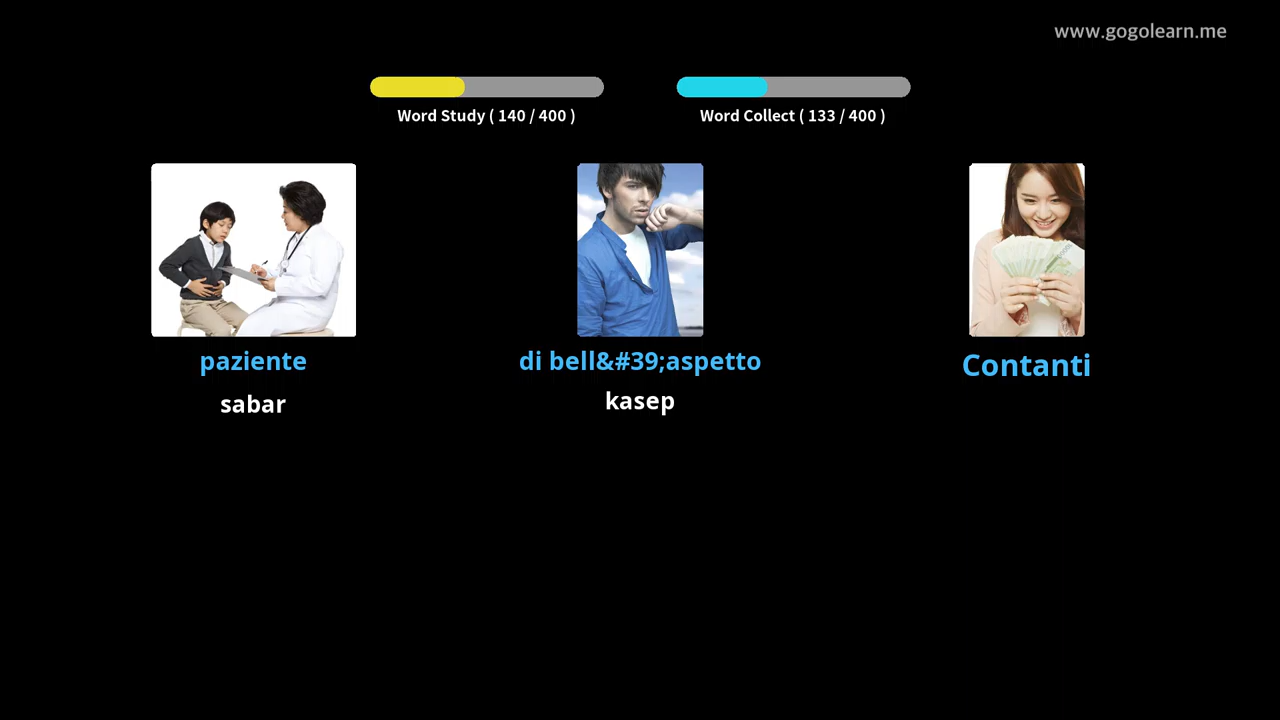 www.gogolearn.me
Word Study ( 140 / 400 )
Word Collect ( 133 / 400 )
paziente
di bell&#39;aspetto
Contanti
sabar
kasep